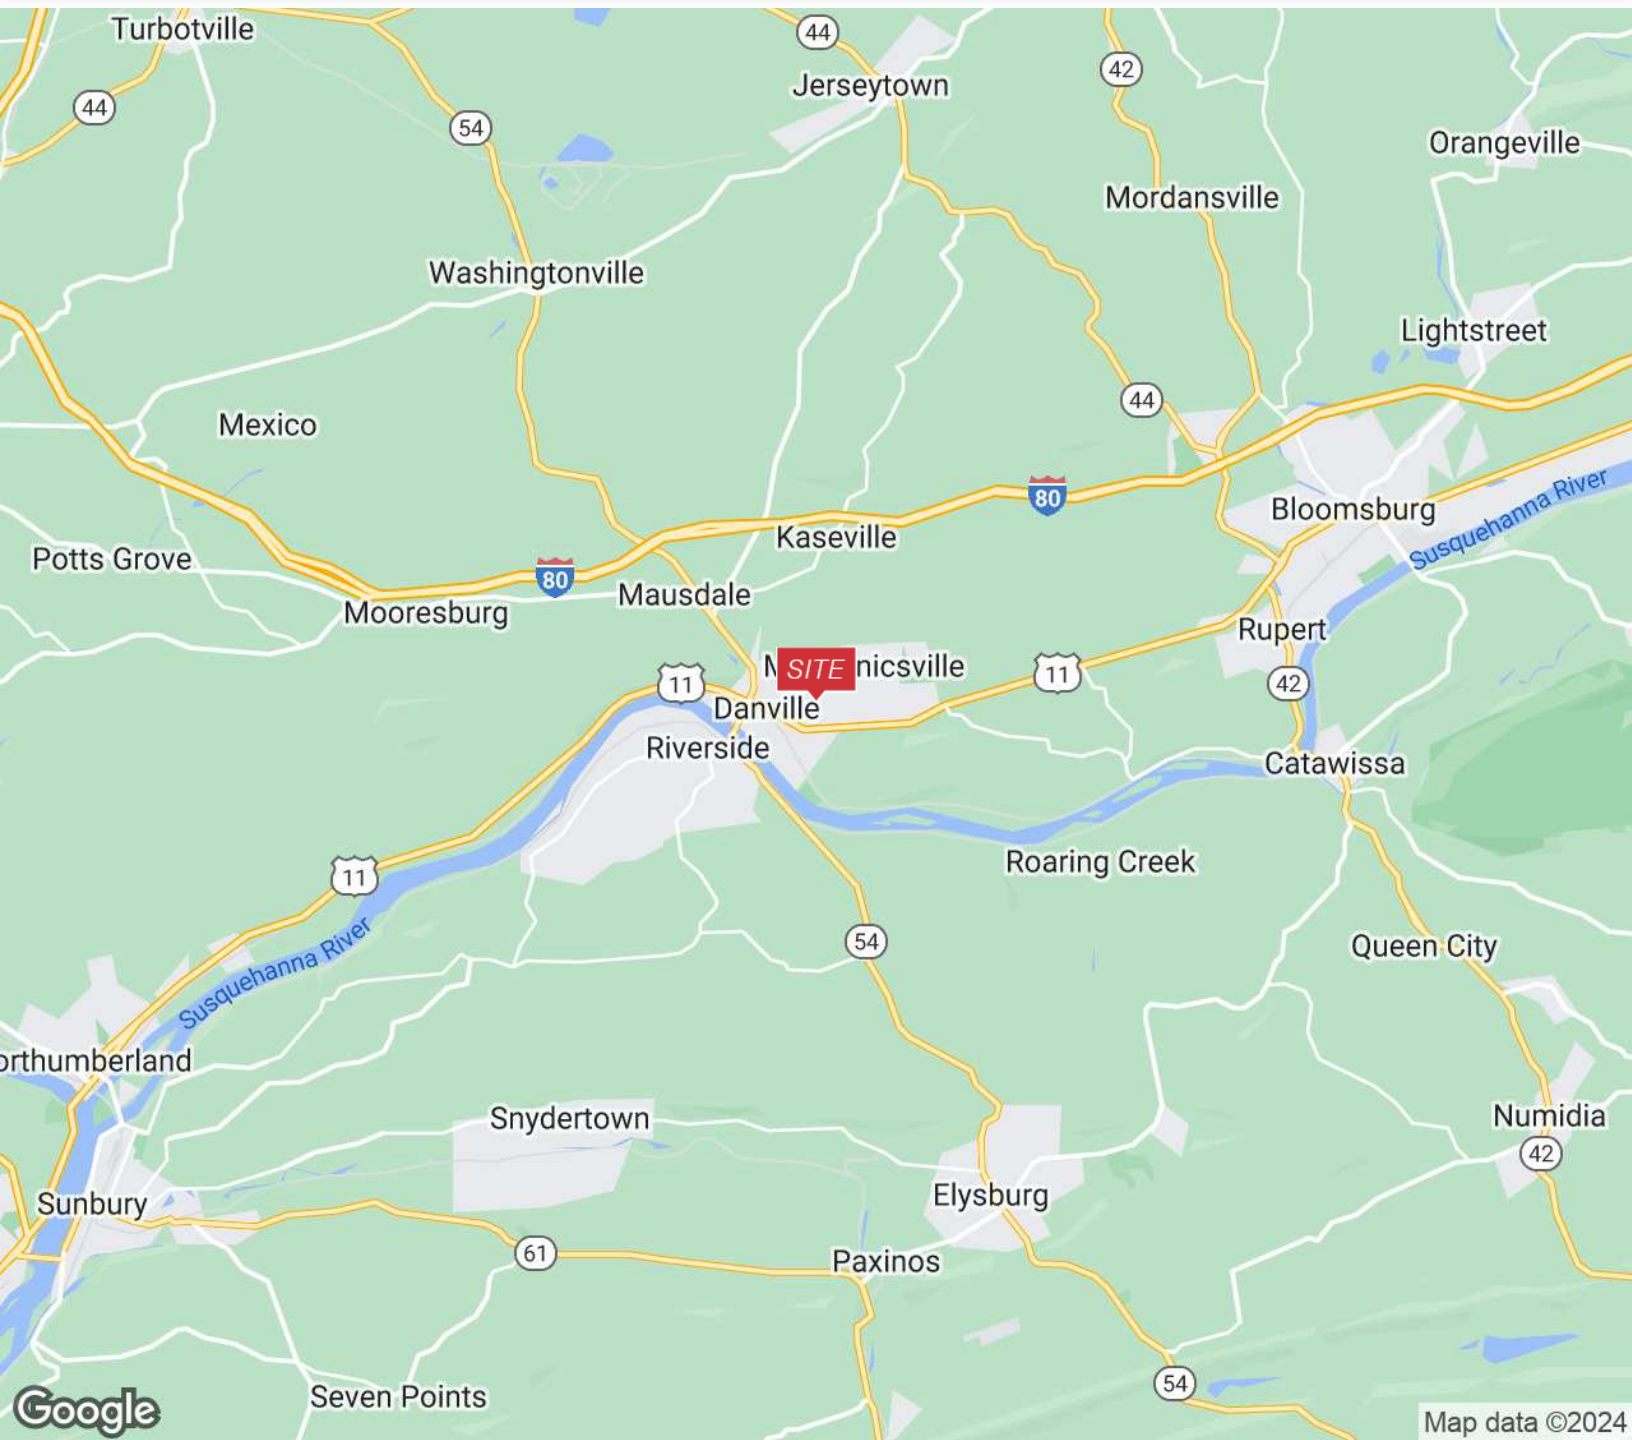 Turbotville
44
Jerseytown
42
44
54
Orangeville
Mordansville
Washingtonville
Lightstreet
44
Mexico
80
Bloomsburg
Susquehanna River
Kaseville
Potts Grove
80
Mausdale
Mooresburg
Rupert
SITE
nicsville
11
11
42
Danville
Riverside
Catawissa
Roaring Creek
11
Susquehanna River
54
Queen City
orthumberland
Snydertown
Numidia
42
Elysburg
Sunbury
61
Paxinos
54
Seven Points
Google
Map data ©2024